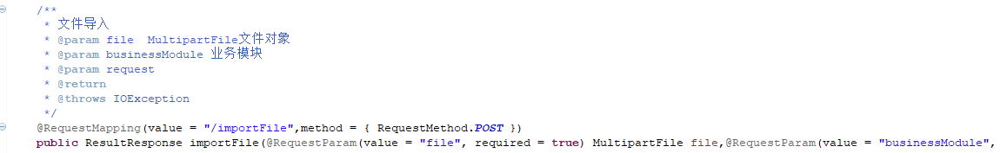 /**
* 文件导入
* @param file  MultipartFile文件对象
* @param businessModule 业务模块
* @param request
* @return
* @throws IOException
*/
@RequestMapping(value = "/importFile",method = { RequestMethod.POST })
public ResultResponse importFile(@RequestParam(value = "file", required = true) MultipartFile file,@RequestParam(value = "businessModule",